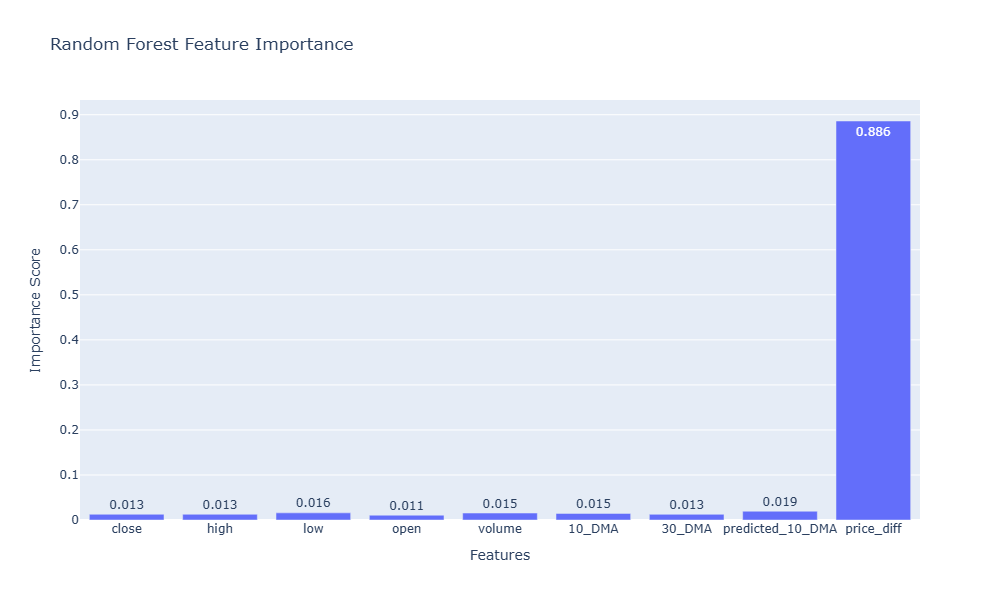 Random Forest Feature Importance
Importance Score
0.9
0.8
0.7
0.6
0.5
0.4
0.3
0.2
0.1
0
0.013
0.013
0.016
0.011
0.015
0.015
0.013
0.019
0.886
close
high
low
open
volume
10_DMA
30_DMA
predicted_10_DMA
price_diff
Features